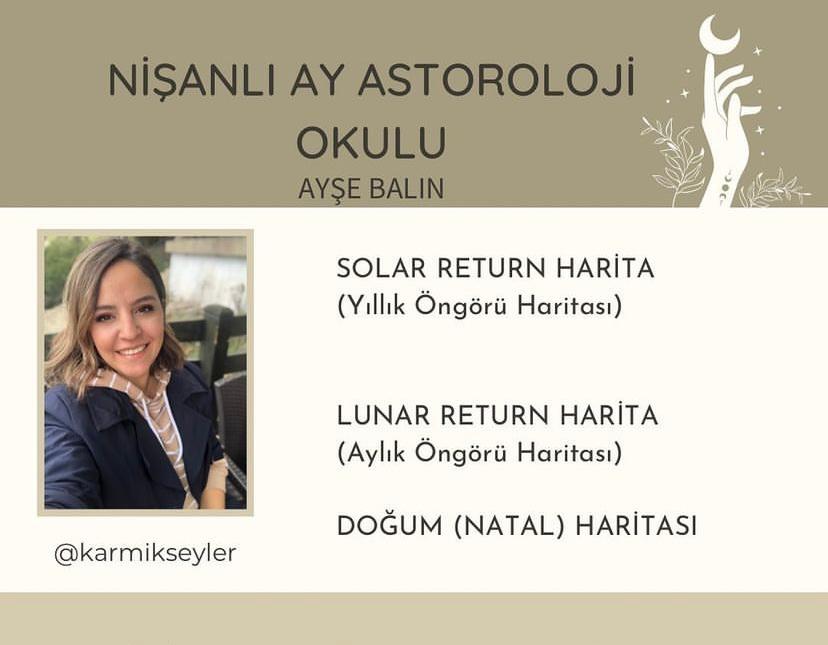 NİŞANLI AY ASTOROLOJİ
OKULU
AYŞE BALIN
SOLAR RETURN HARİTA
(Yıllık Öngörü Haritası)
LUNAR RETURN HARİTA
(Aylık Öngörü Haritası)
DOĞUM (NATAL) HARİTASI
@karmikseyler